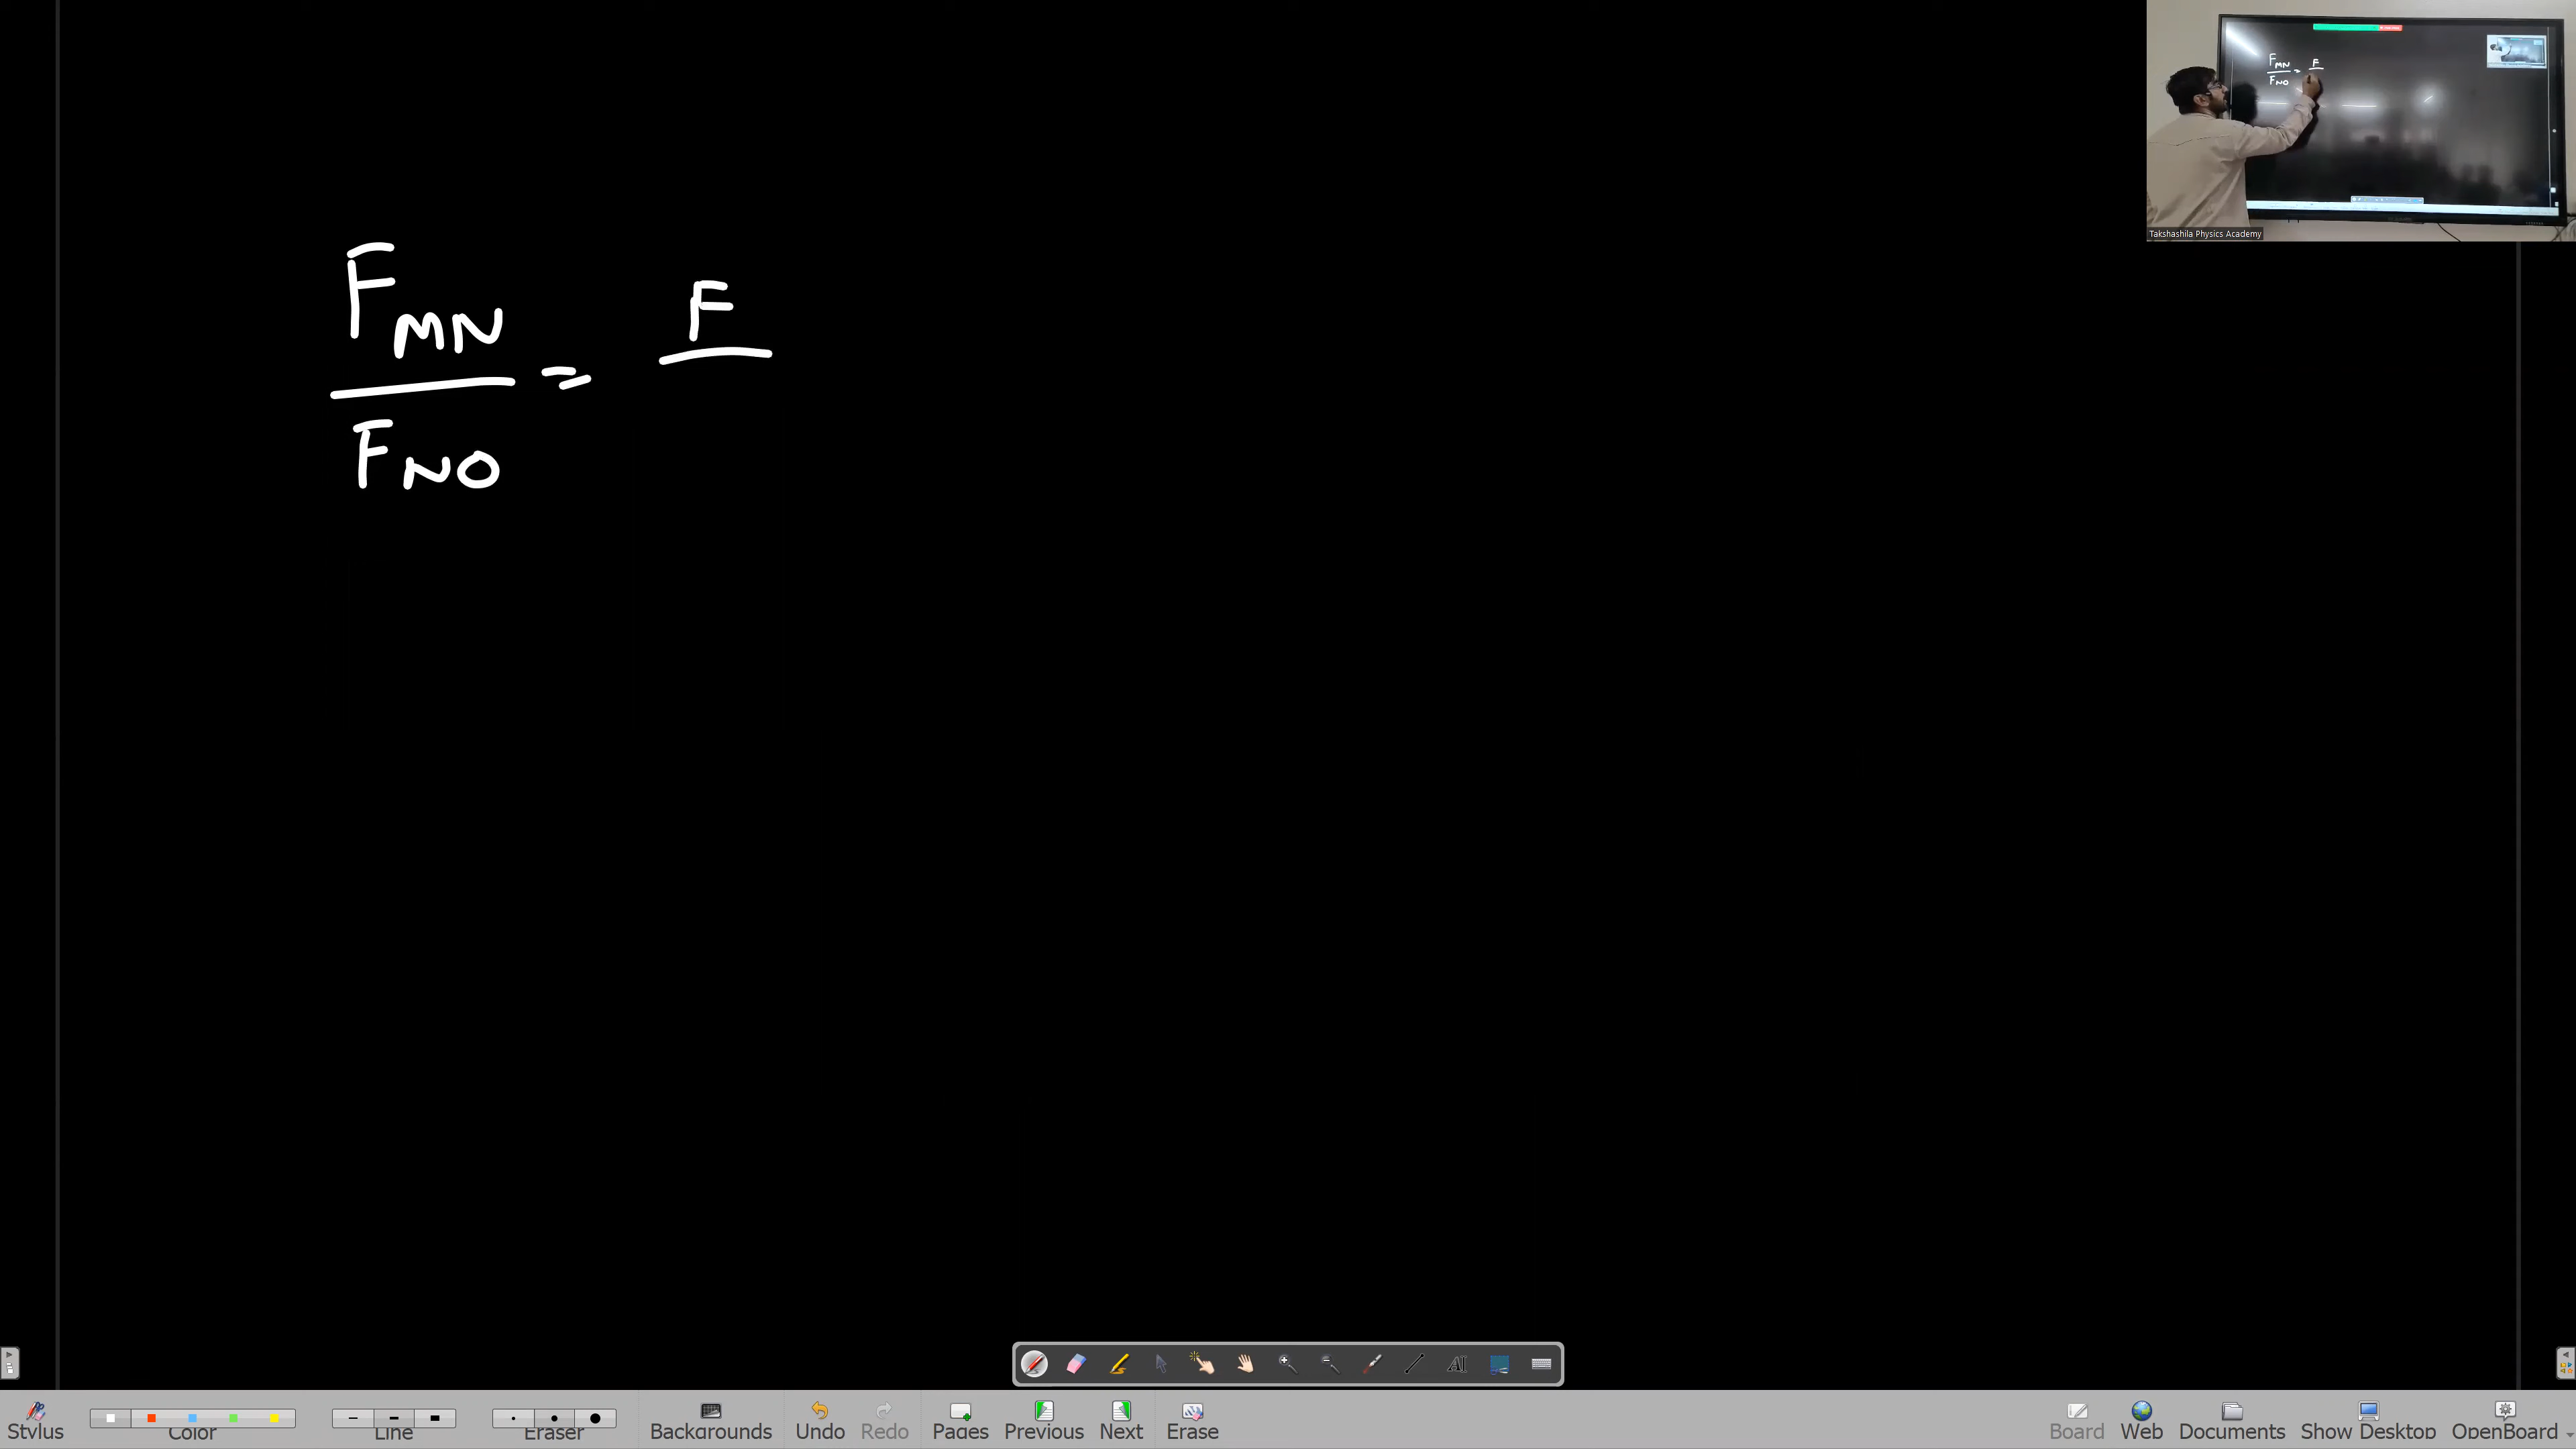 Takshashila Physics Academy
F_MN / F_NO = F /
Stylus Color Line Eraser Backgrounds Undo Redo Pages Previous Next Erase Board Web Documents Show Desktop OpenBoard